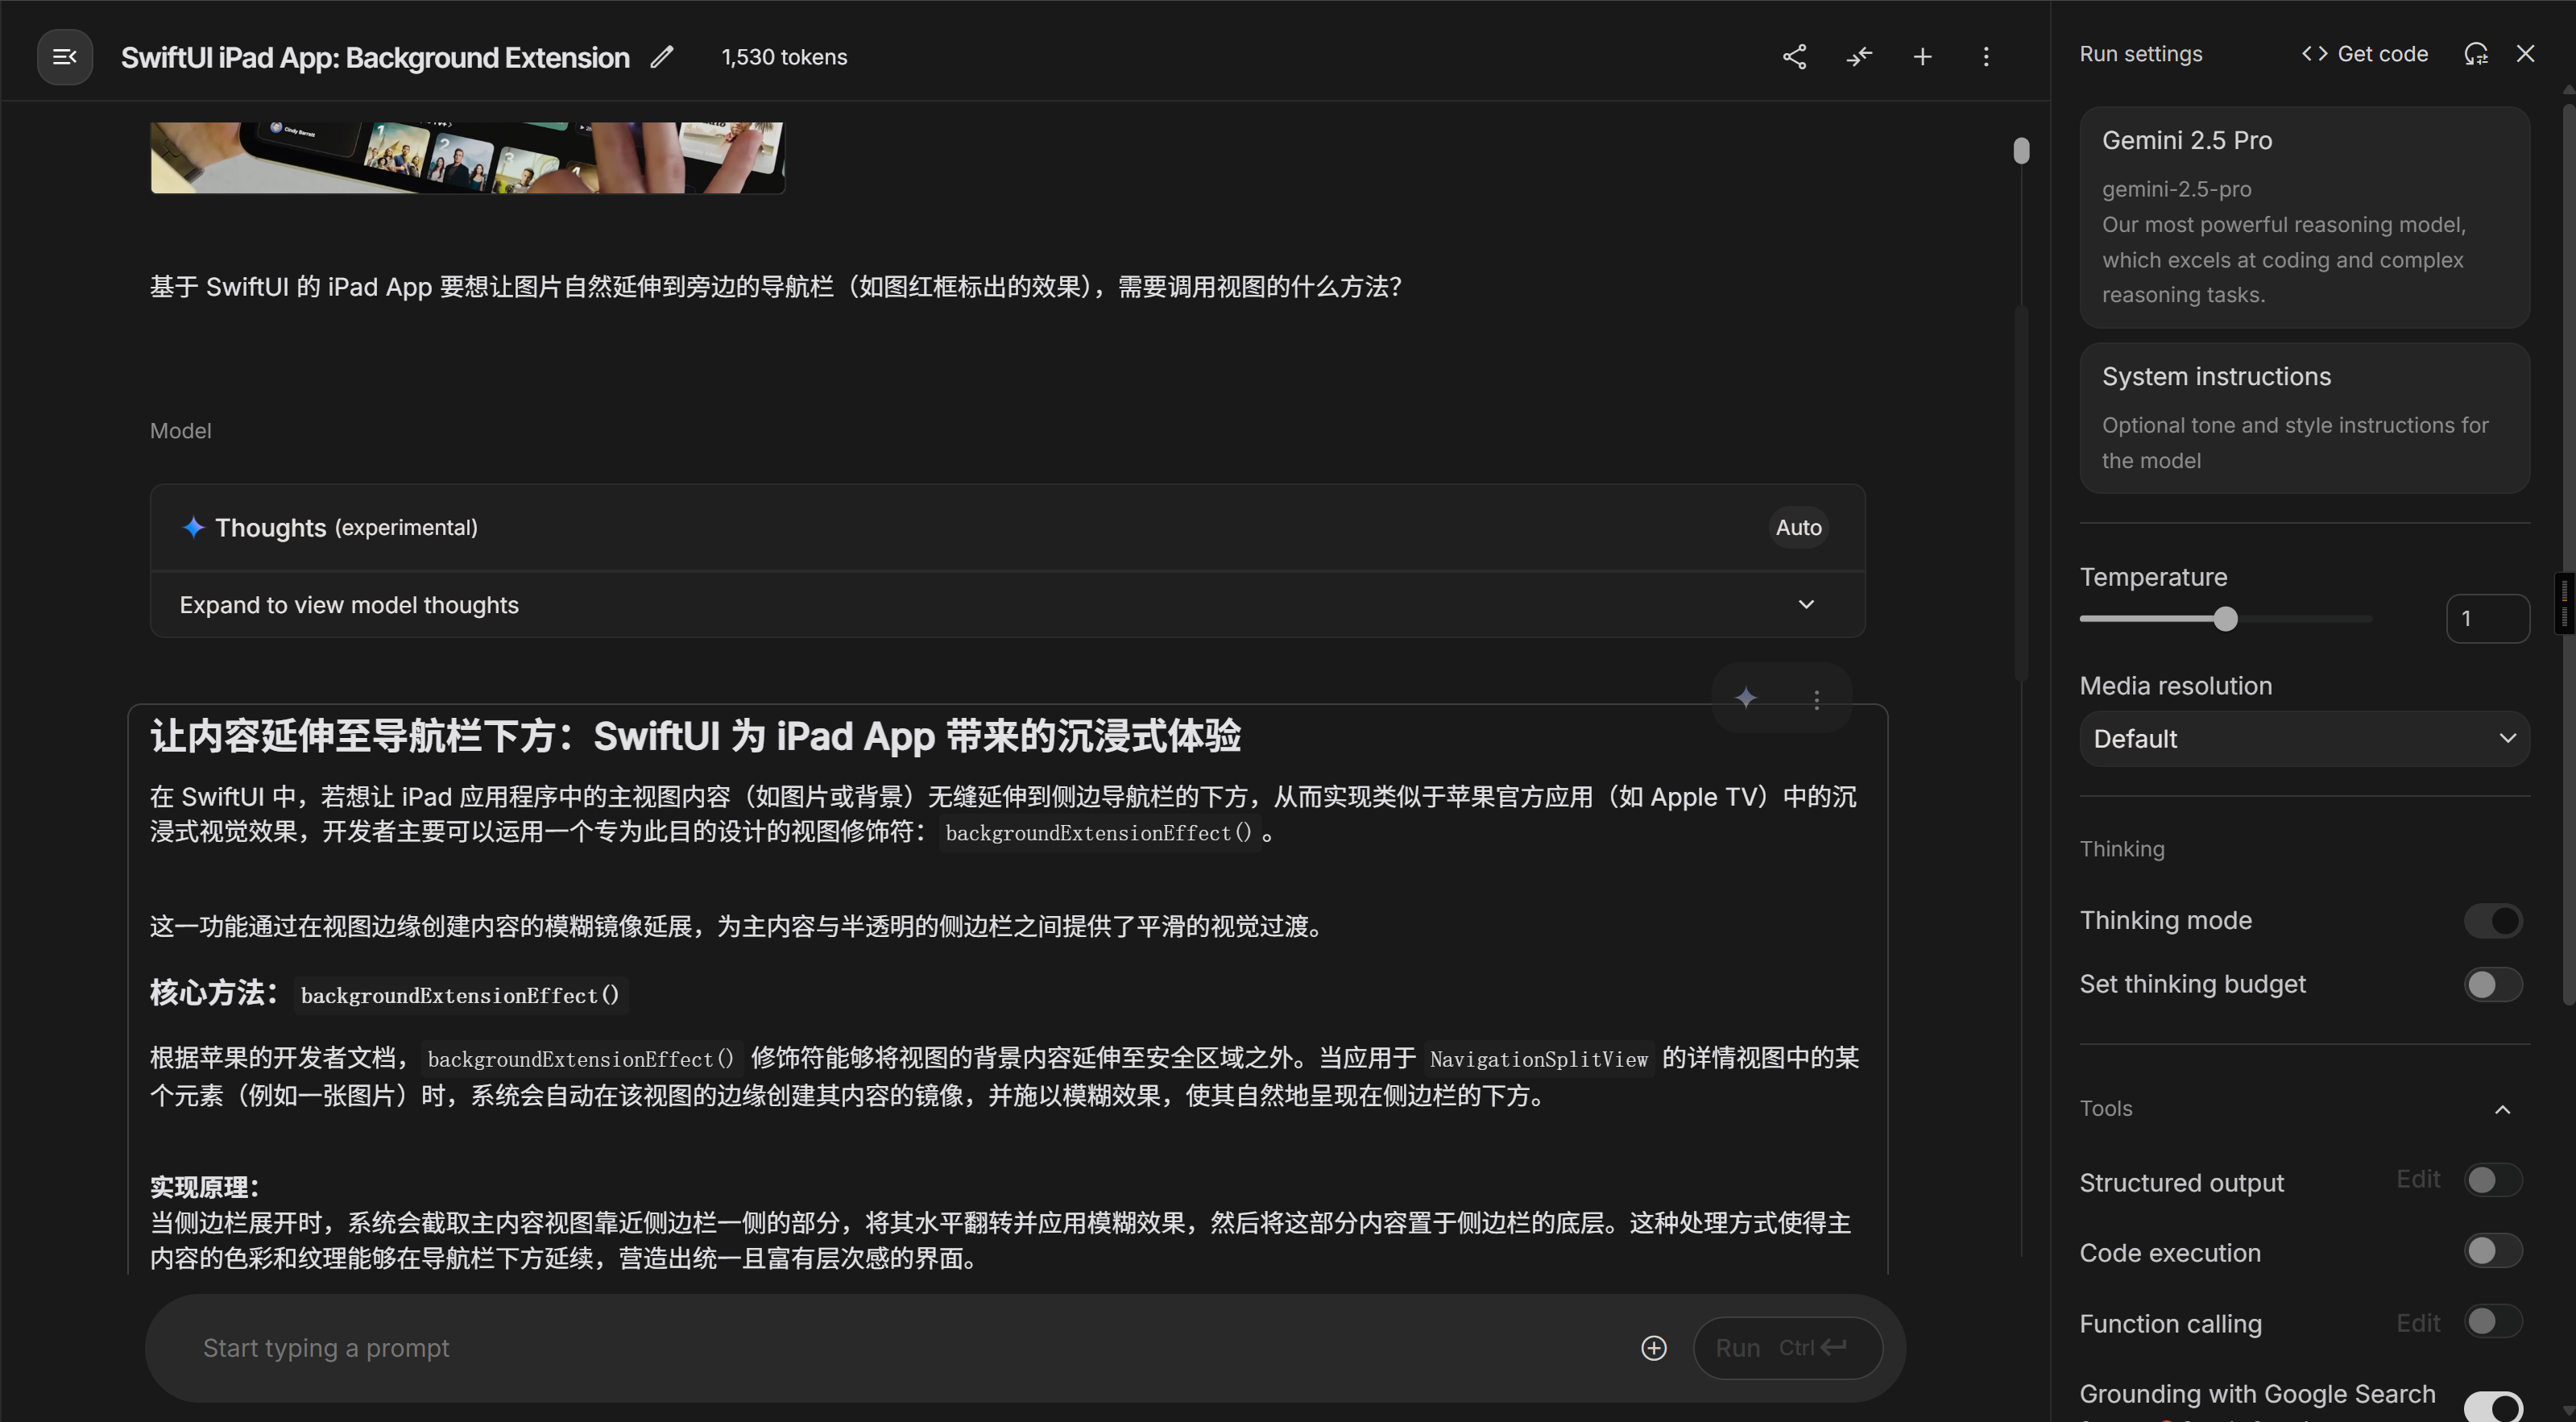 SwiftUI iPad App: Background Extension
1,530 tokens
Cindy Barrett
1
2
3
4
基于 SwiftUI 的 iPad App 要想让图片自然延伸到旁边的导航栏（如图红框标出的效果），需要调用视图的什么方法？
Model
Thoughts (experimental)
Auto
Expand to view model thoughts
让内容延伸至导航栏下方：SwiftUI 为 iPad App 带来的沉浸式体验
在 SwiftUI 中，若想让 iPad 应用程序中的主视图内容（如图片或背景）无缝延伸到侧边导航栏的下方，从而实现类似于苹果官方应用（如 Apple TV）中的沉
浸式视觉效果，开发者主要可以运用一个专为此目的设计的视图修饰符： backgroundExtensionEffect() 。
这一功能通过在视图边缘创建内容的模糊镜像延展，为主内容与半透明的侧边栏之间提供了平滑的视觉过渡。
核心方法： backgroundExtensionEffect()
根据苹果的开发者文档， backgroundExtensionEffect() 修饰符能够将视图的背景内容延伸至安全区域之外。当应用于 NavigationSplitView 的详情视图中的某
个元素（例如一张图片）时，系统会自动在该视图的边缘创建其内容的镜像，并施以模糊效果，使其自然地呈现在侧边栏的下方。
实现原理：
当侧边栏展开时，系统会截取主内容视图靠近侧边栏一侧的部分，将其水平翻转并应用模糊效果，然后将这部分内容置于侧边栏的底层。这种处理方式使得主
内容的色彩和纹理能够在导航栏下方延续，营造出统一且富有层次感的界面。
Start typing a prompt
Run Ctrl
Run settings
Get code
Gemini 2.5 Pro
gemini-2.5-pro
Our most powerful reasoning model,
which excels at coding and complex
reasoning tasks.
System instructions
Optional tone and style instructions for
the model
Temperature
1
Media resolution
Default
Thinking
Thinking mode
Set thinking budget
Tools
Structured output
Edit
Code execution
Function calling
Edit
Grounding with Google Search